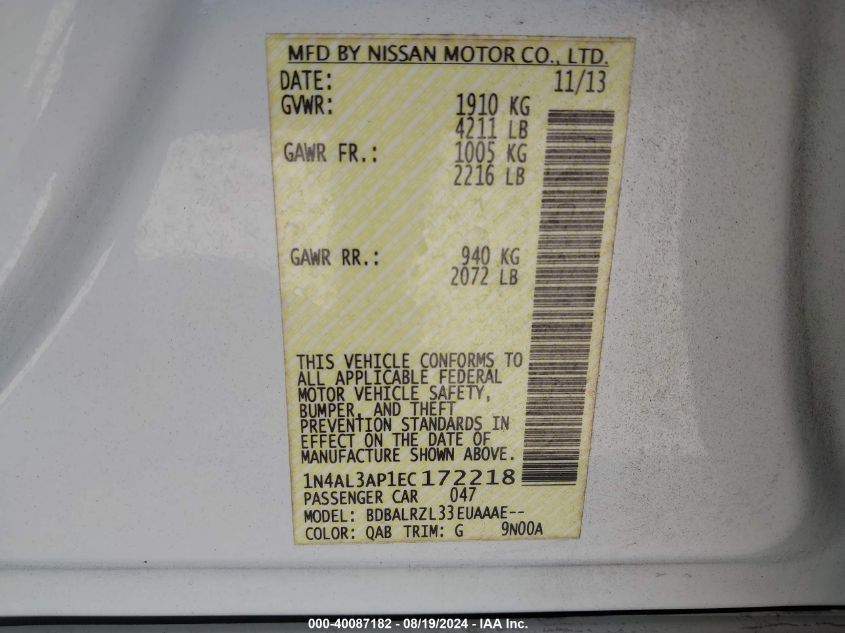 MFD BY NISSAN MOTOR CO., LTD.
DATE: 11/13
GVWR: 1910 KG
4211 LB
GAWR FR.: 1005 KG
2216 LB
GAWR RR.: 940 KG
2072 LB
THIS VEHICLE CONFORMS TO
ALL APPLICABLE FEDERAL
MOTOR VEHICLE SAFETY,
BUMPER, AND THEFT
PREVENTION STANDARDS IN
EFFECT ON THE DATE OF
MANUFACTURE SHOWN ABOVE.
1N4AL3AP1EC172218
PASSENGER CAR 047
MODEL: BDBALRZL33EUAAAE--
COLOR: QAB TRIM: G 9N00A
000-40087182 - 08/19/2024 - IAA Inc.